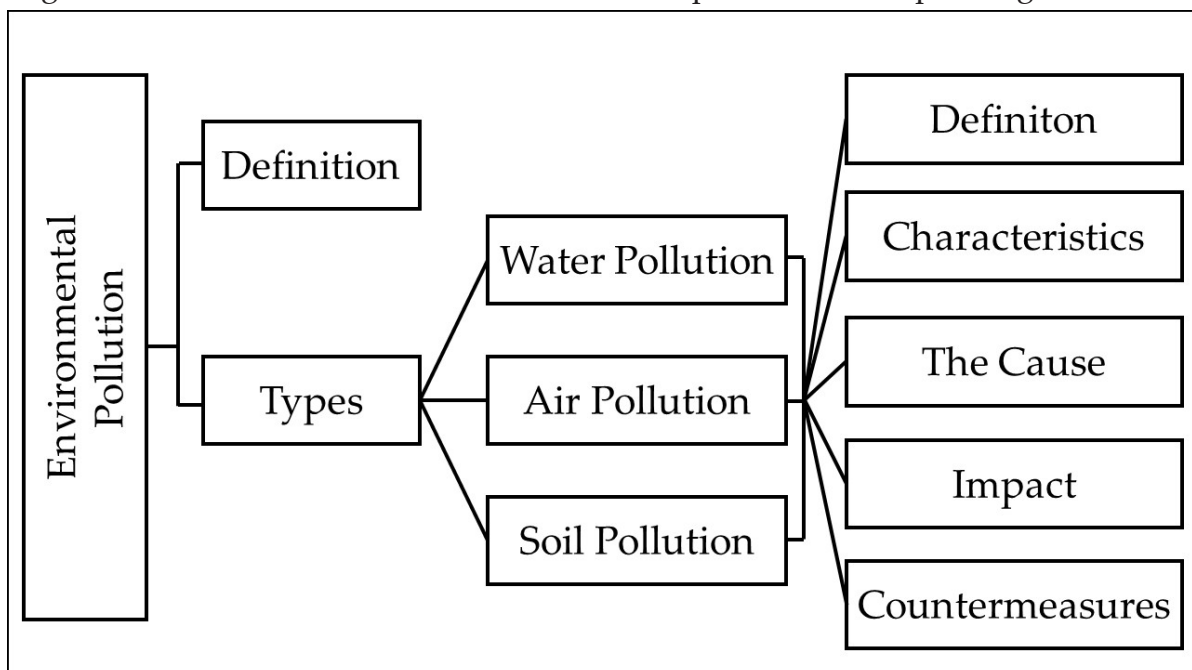 Environmental
Pollution
Definition
Types
Water Pollution
Air Pollution
Soil Pollution
Definiton
Characteristics
The Cause
Impact
Countermeasures